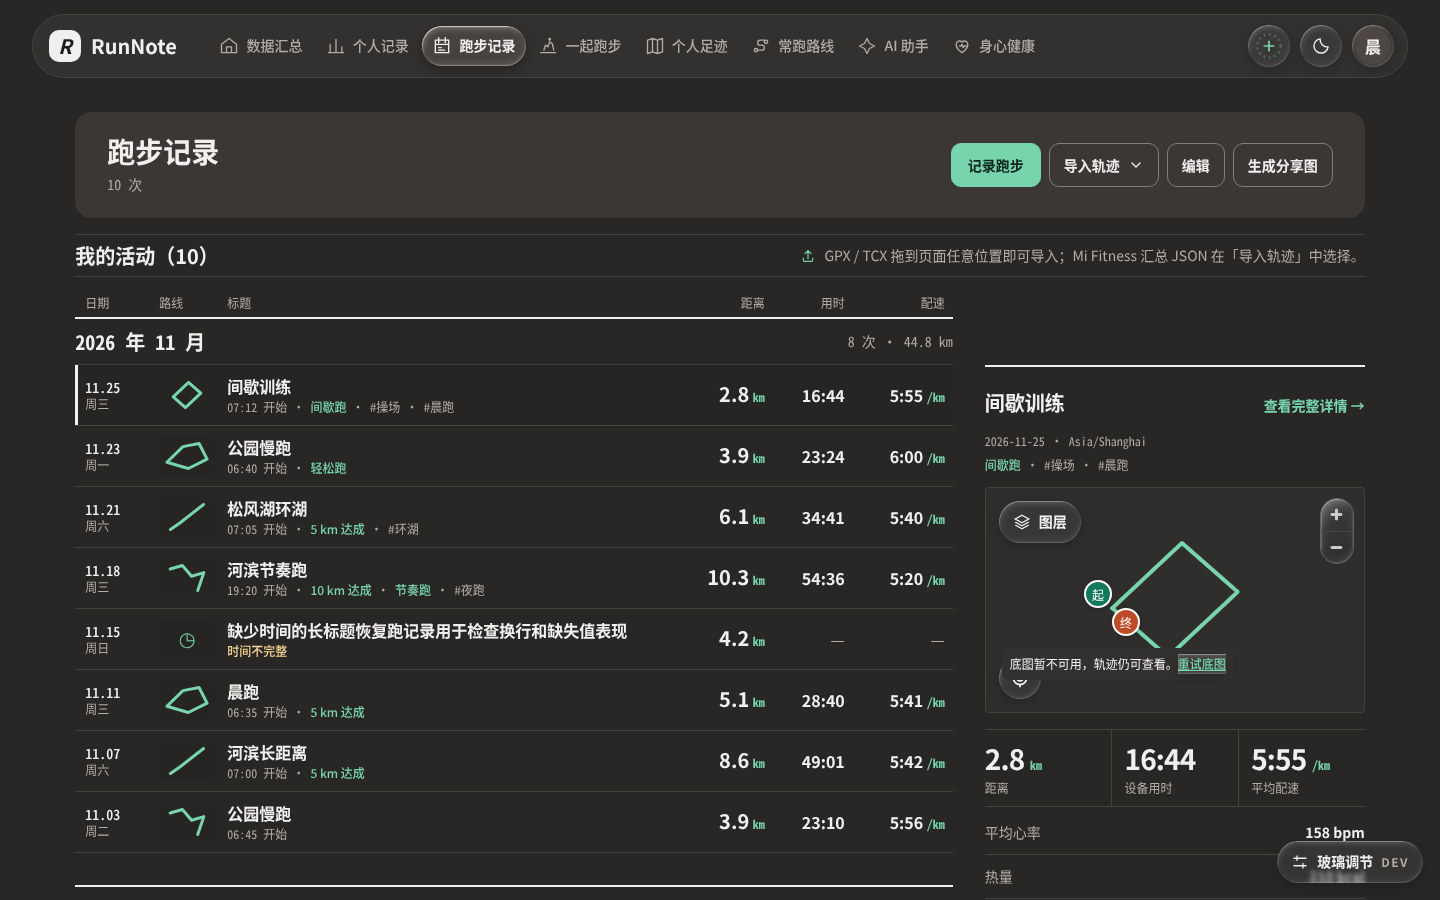 R RunNote 数据汇总 个人记录 跑步记录 一起跑步 个人足迹 常跑路线 AI 助手 身心健康 晨
跑步记录
10 次
记录跑步 导入轨迹 编辑 生成分享图
我的活动（10）
GPX / TCX 拖到页面任意位置即可导入；Mi Fitness 汇总 JSON 在「导入轨迹」中选择。
日期 路线 标题 距离 用时 配速
2026 年 11 月 8 次 · 44.8 km
11.25 间歇训练 2.8 km 16:44 5:55 /km
周三 07:12 开始 · 间歇跑 · #操场 · #晨跑
11.23 公园慢跑 3.9 km 23:24 6:00 /km
周一 06:40 开始 · 轻松跑
11.21 松风湖环湖 6.1 km 34:41 5:40 /km
周六 07:05 开始 · 5 km 达成 · #环湖
11.18 河滨节奏跑 10.3 km 54:36 5:20 /km
周三 19:20 开始 · 10 km 达成 · 节奏跑 · #夜跑
11.15 缺少时间的长标题恢复跑记录用于检查换行和缺失值表现 4.2 km — —
周日 时间不完整
11.11 晨跑 5.1 km 28:40 5:41 /km
周三 06:35 开始 · 5 km 达成
11.07 河滨长距离 8.6 km 49:01 5:42 /km
周六 07:00 开始 · 5 km 达成
11.03 公园慢跑 3.9 km 23:10 5:56 /km
周二 06:45 开始
间歇训练 查看完整详情 →
2026-11-25 · Asia/Shanghai
间歇跑 · #操场 · #晨跑
图层 + −
起
终
底图暂不可用，轨迹仍可查看。重试底图
2.8 km 16:44 5:55 /km
距离 设备用时 平均配速
平均心率 158 bpm
玻璃调节 DEV
热量